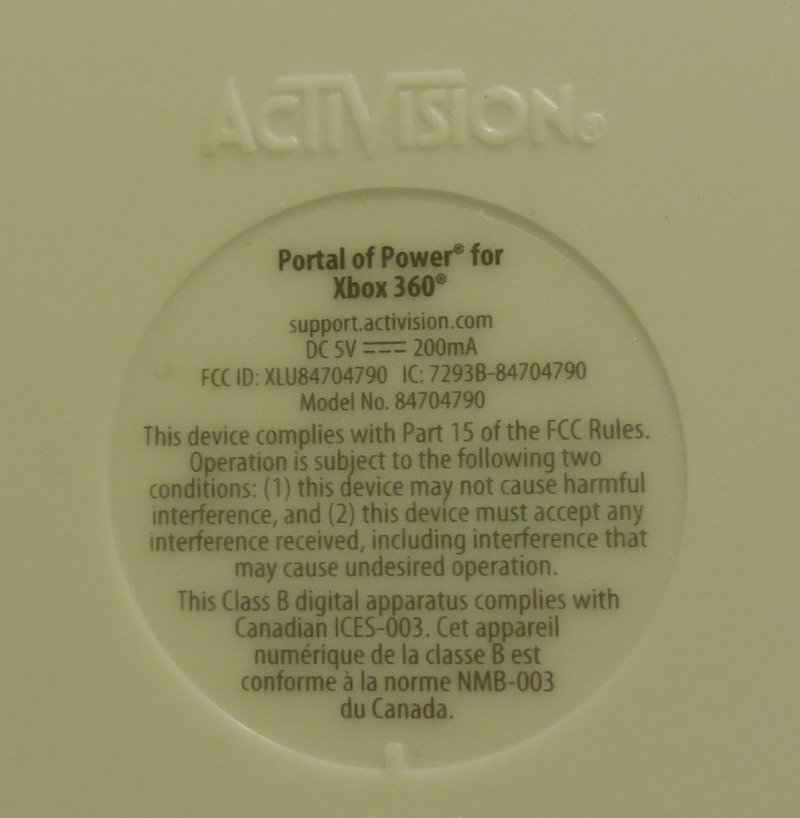 ACTIVISION®
Portal of Power® for
Xbox 360®
support.activision.com
DC 5V ⎓ 200mA
FCC ID: XLU84704790 IC: 7293B-84704790
Model No. 84704790
This device complies with Part 15 of the FCC Rules.
Operation is subject to the following two
conditions: (1) this device may not cause harmful
interference, and (2) this device must accept any
interference received, including interference that
may cause undesired operation.
This Class B digital apparatus complies with
Canadian ICES-003. Cet appareil
numérique de la classe B est
conforme à la norme NMB-003
du Canada.